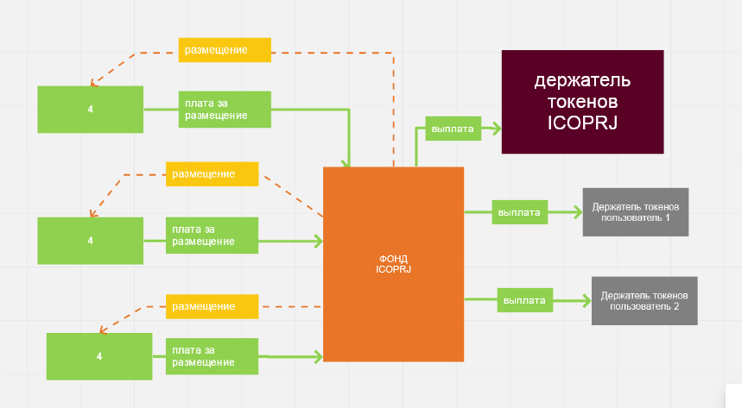 размещение
4
плата за
размещение
держатель
токенов
ICOPRJ
выплата
размещение
4
плата за
размещение
ФОНД
ICOPRJ
выплата
Держатель токенов
пользователь 1
размещение
4
плата за
размещение
выплата
Держатель токенов
пользователь 2